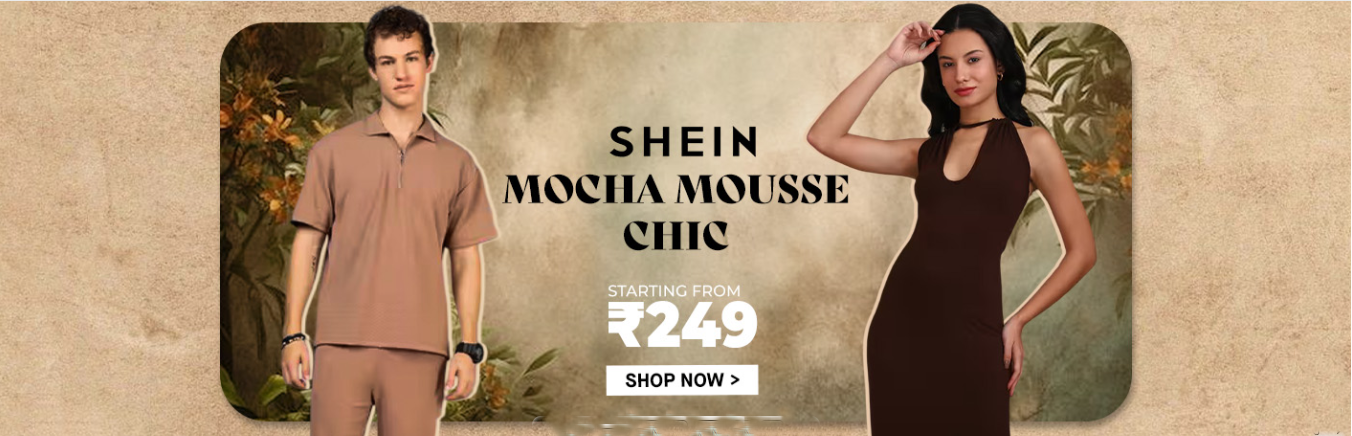 SHEIN
MOCHA MOUSSE
CHIC
STARTING FROM
₹249
SHOP NOW >